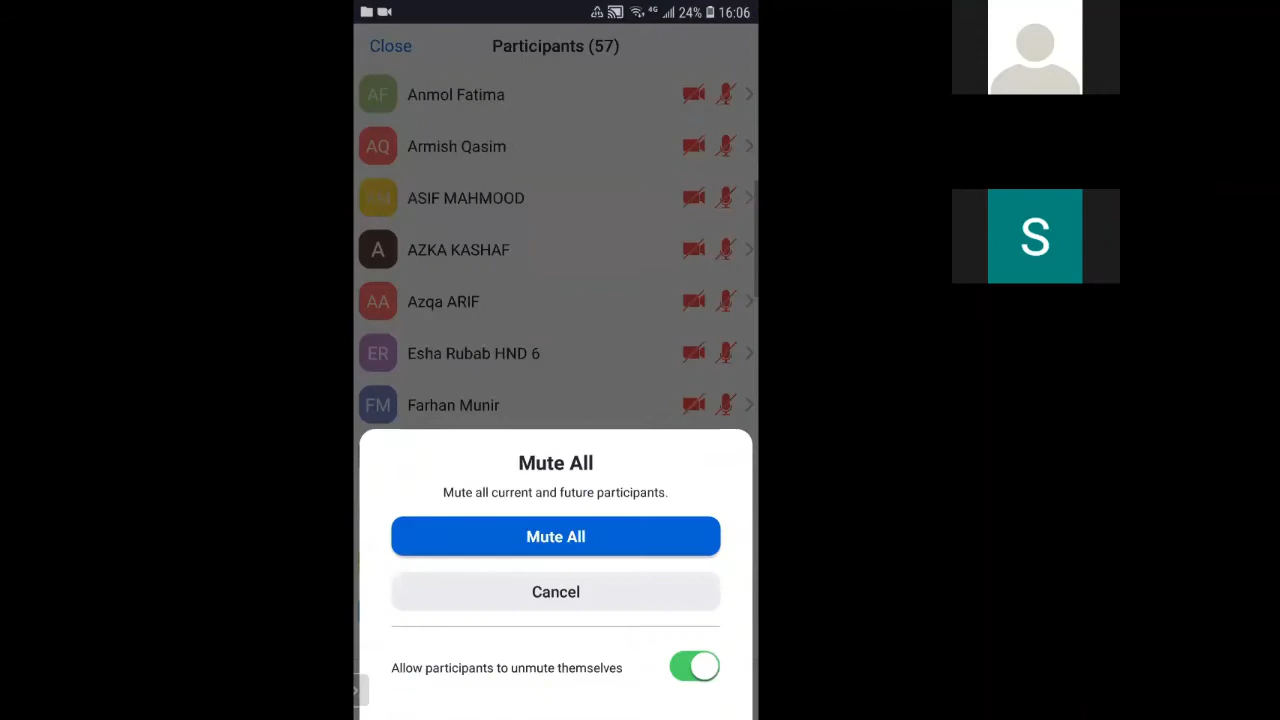 4G 24% 16:06
Close Participants (57)
AF Anmol Fatima
AQ Armish Qasim
ASIF MAHMOOD
A AZKA KASHAF
AA Azqa ARIF
ER Esha Rubab HND 6
FM Farhan Munir
Mute All
Mute all current and future participants.
Mute All
Cancel
Allow participants to unmute themselves
S